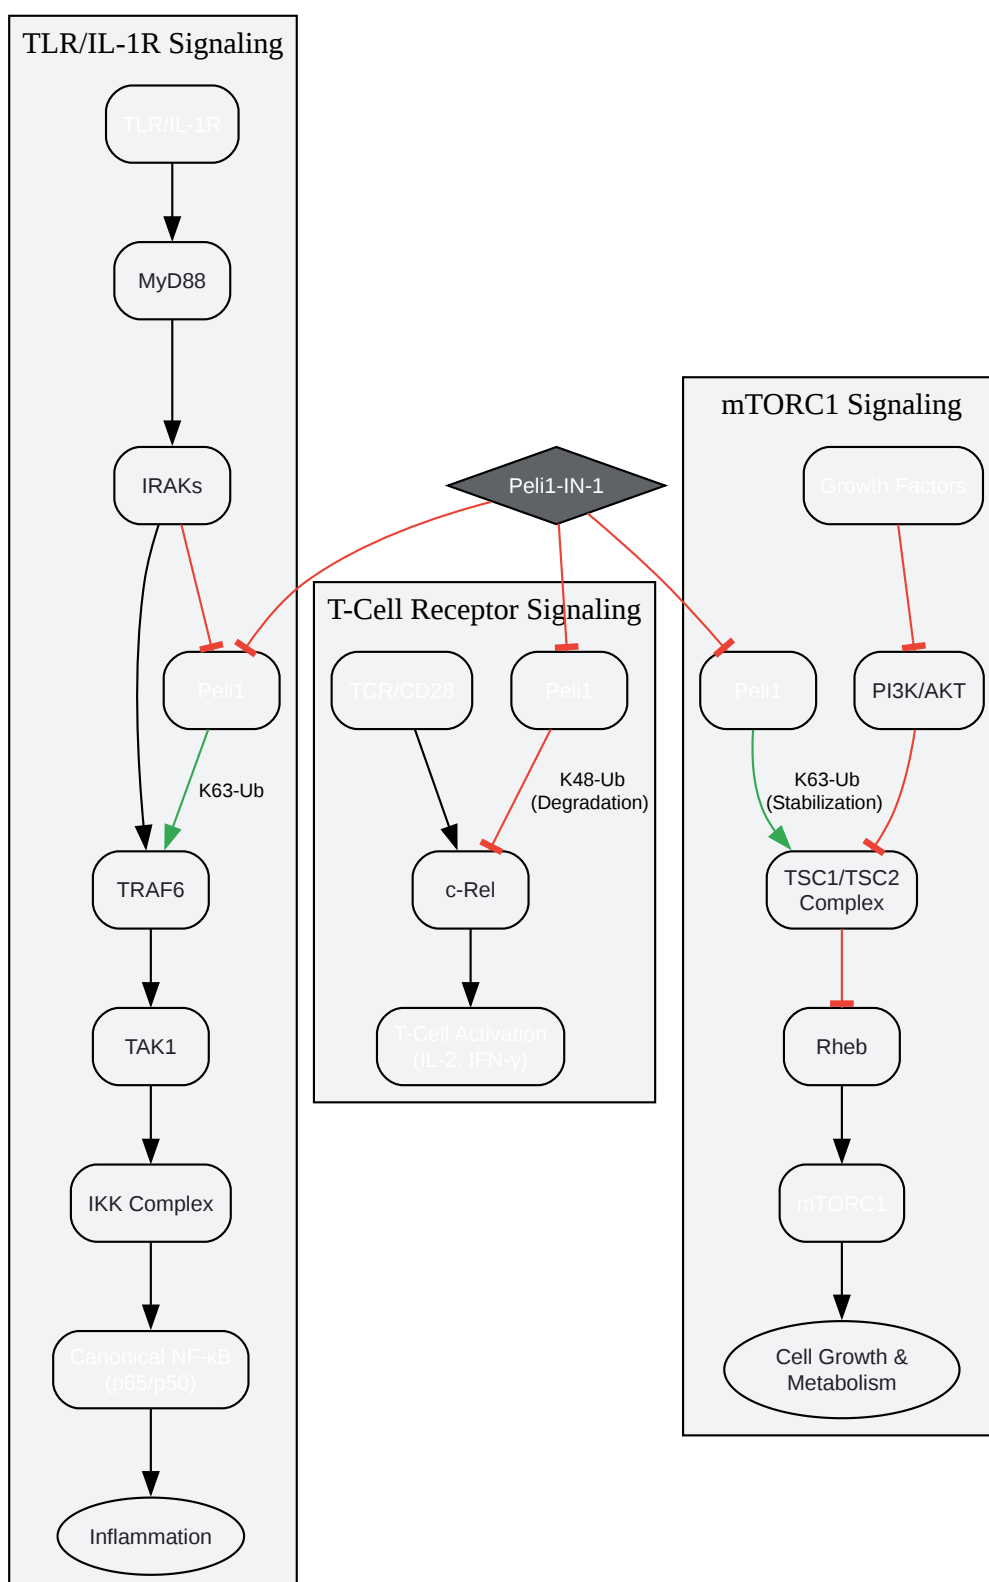 TLR/IL-1R Signaling
TLR/IL-1R
MyD88
IRAKs
Peli1
K63-Ub
TRAF6
TAK1
IKK Complex
Canonical NF-κB
(p65/p50)
Inflammation
Peli1-IN-1
T-Cell Receptor Signaling
TCR/CD28
Peli1
K48-Ub
(Degradation)
c-Rel
T-Cell Activation
(IL-2, IFN-γ)
mTORC1 Signaling
Growth Factors
Peli1
PI3K/AKT
K63-Ub
(Stabilization)
TSC1/TSC2
Complex
Rheb
mTORC1
Cell Growth &
Metabolism